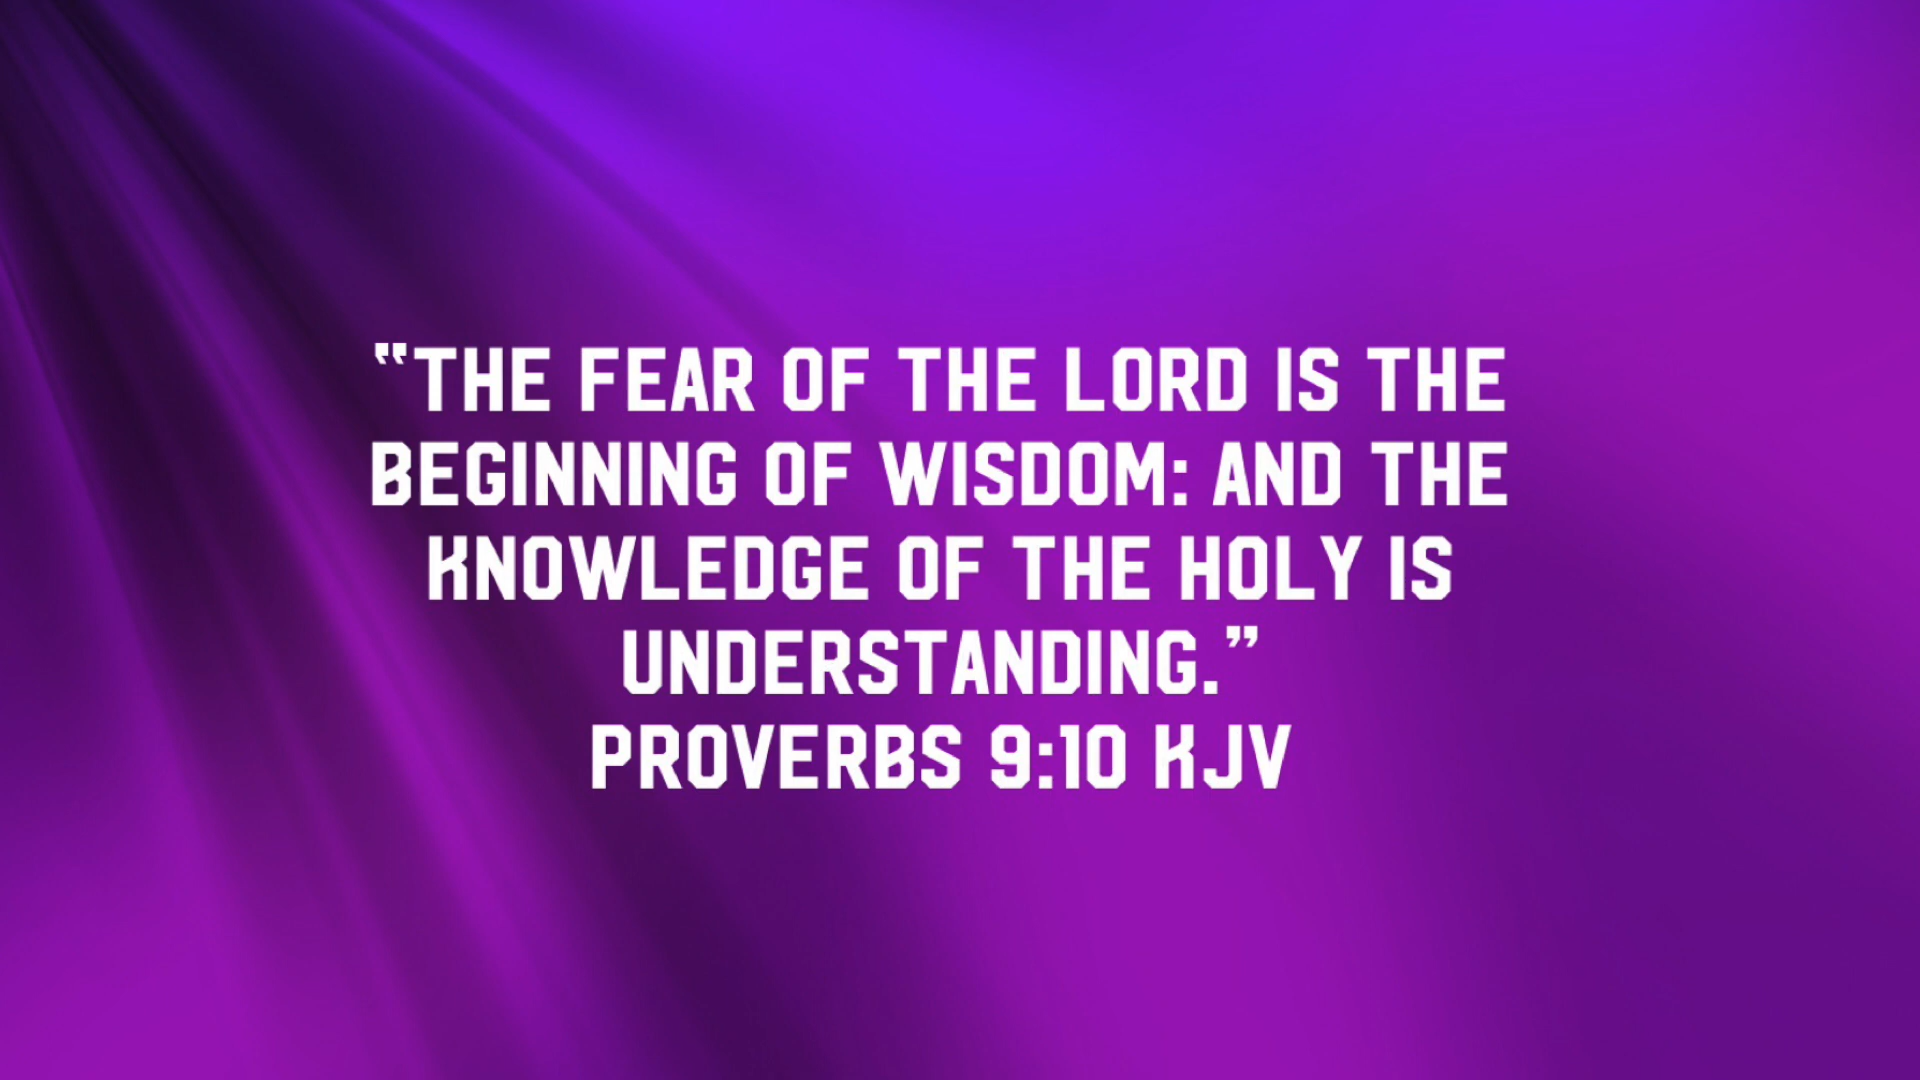 “THE FEAR OF THE LORD IS THE
BEGINNING OF WISDOM: AND THE
KNOWLEDGE OF THE HOLY IS
UNDERSTANDING.”
PROVERBS 9:10 KJV